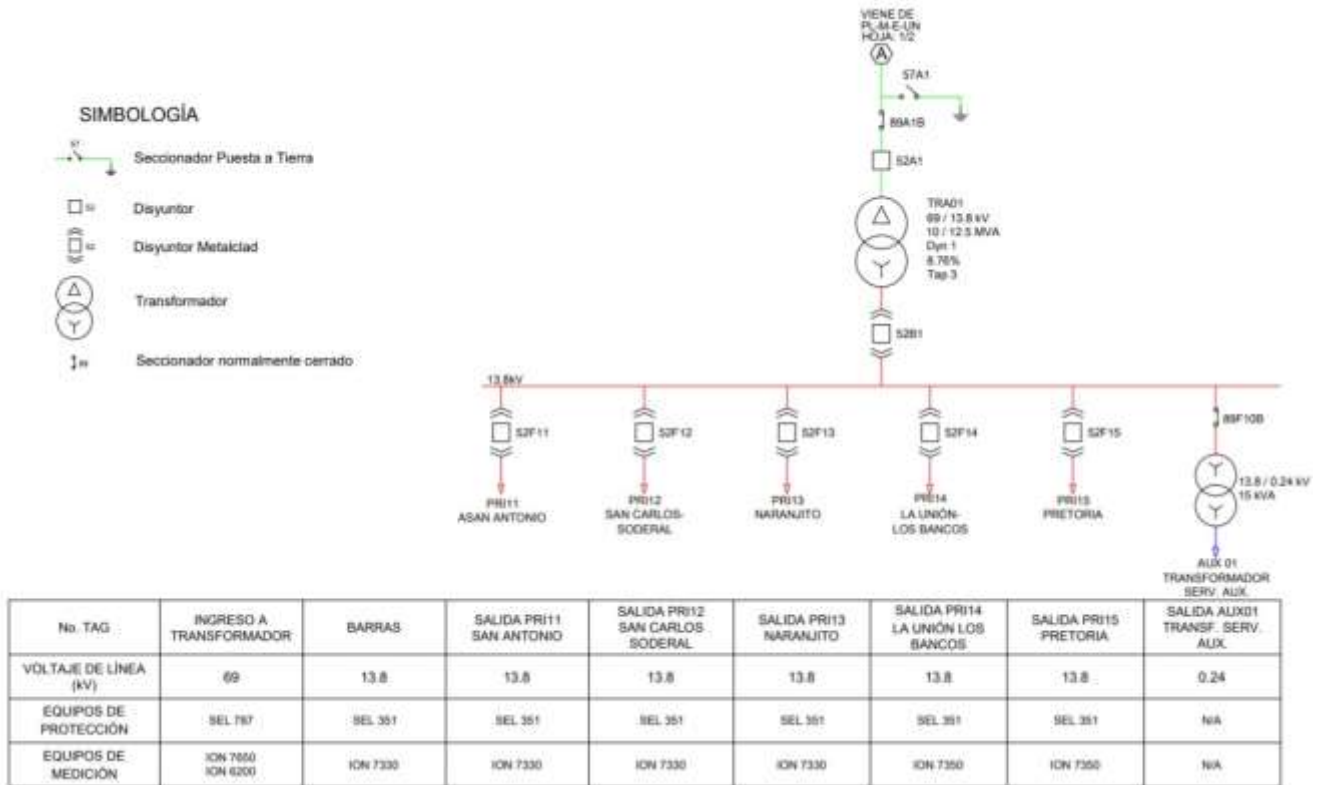 VIENE DE
PL-M-E-UN
HOJA: 1/2
A
57A1
89A1B
52A1
TRA01
69 / 13.8 kV
10 / 12.5 MVA
Dyn 1
8.76%
Tap 3
52B1
SIMBOLOGÍA
57
Seccionador Puesta a Tierra
52
Disyuntor
52
Disyuntor Metalclad
Transformador
89
Seccionador normalmente cerrado
13.8kV
52F11
52F12
52F13
52F14
52F15
89F10B
13.8 / 0.24 kV
15 kVA
PRI11
ASAN ANTONIO
PRI12
SAN CARLOS-
SODERAL
PRI13
NARANJITO
PRI14
LA UNIÓN-
LOS BANCOS
PRI15
PRETORIA
AUX 01
TRANSFORMADOR
SERV. AUX.
No. TAG
INGRESO A
TRANSFORMADOR
BARRAS
SALIDA PRI11
SAN ANTONIO
SALIDA PRI12
SAN CARLOS
SODERAL
SALIDA PRI13
NARANJITO
SALIDA PRI14
LA UNIÓN LOS
BANCOS
SALIDA PRI15
PRETORIA
SALIDA AUX01
TRANSF. SERV.
AUX.
VOLTAJE DE LÍNEA
(kV)
69
13.8
13.8
13.8
13.8
13.8
13.8
0.24
EQUIPOS DE
PROTECCIÓN
SEL 787
SEL 351
SEL 351
SEL 351
SEL 351
SEL 351
SEL 351
N/A
EQUIPOS DE
MEDICIÓN
ION 7650
ION 6200
ION 7330
ION 7330
ION 7330
ION 7330
ION 7350
ION 7350
N/A